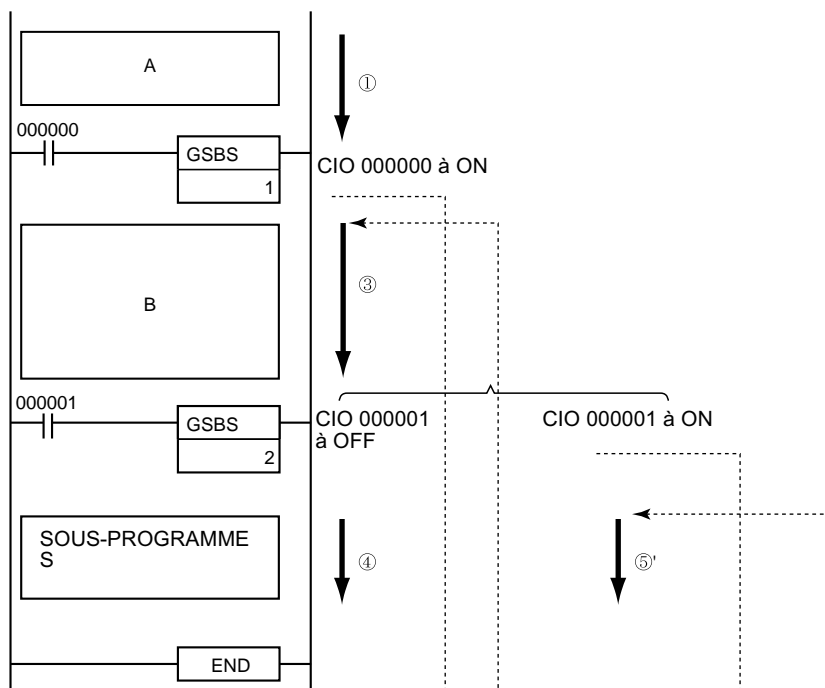 A
①
000000
GSBS
1
CIO 000000 à ON
③
B
000001
GSBS
2
CIO 000001
à OFF
CIO 000001 à ON
SOUS-PROGRAMME
S
④
⑤'
END